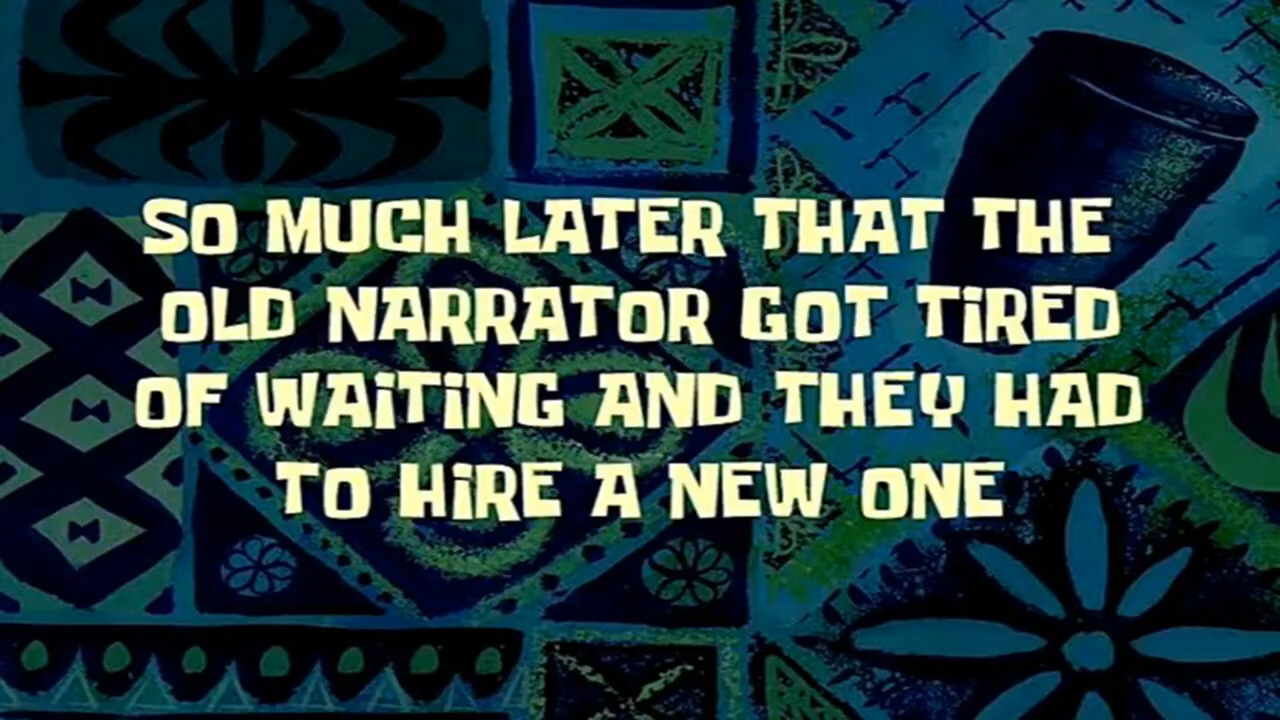 SO MUCH LATER THAT THE
OLD NARRATOR GOT TiRED
OF WAiTiNG AND THEY HAD
TO HiRE A NEW ONE